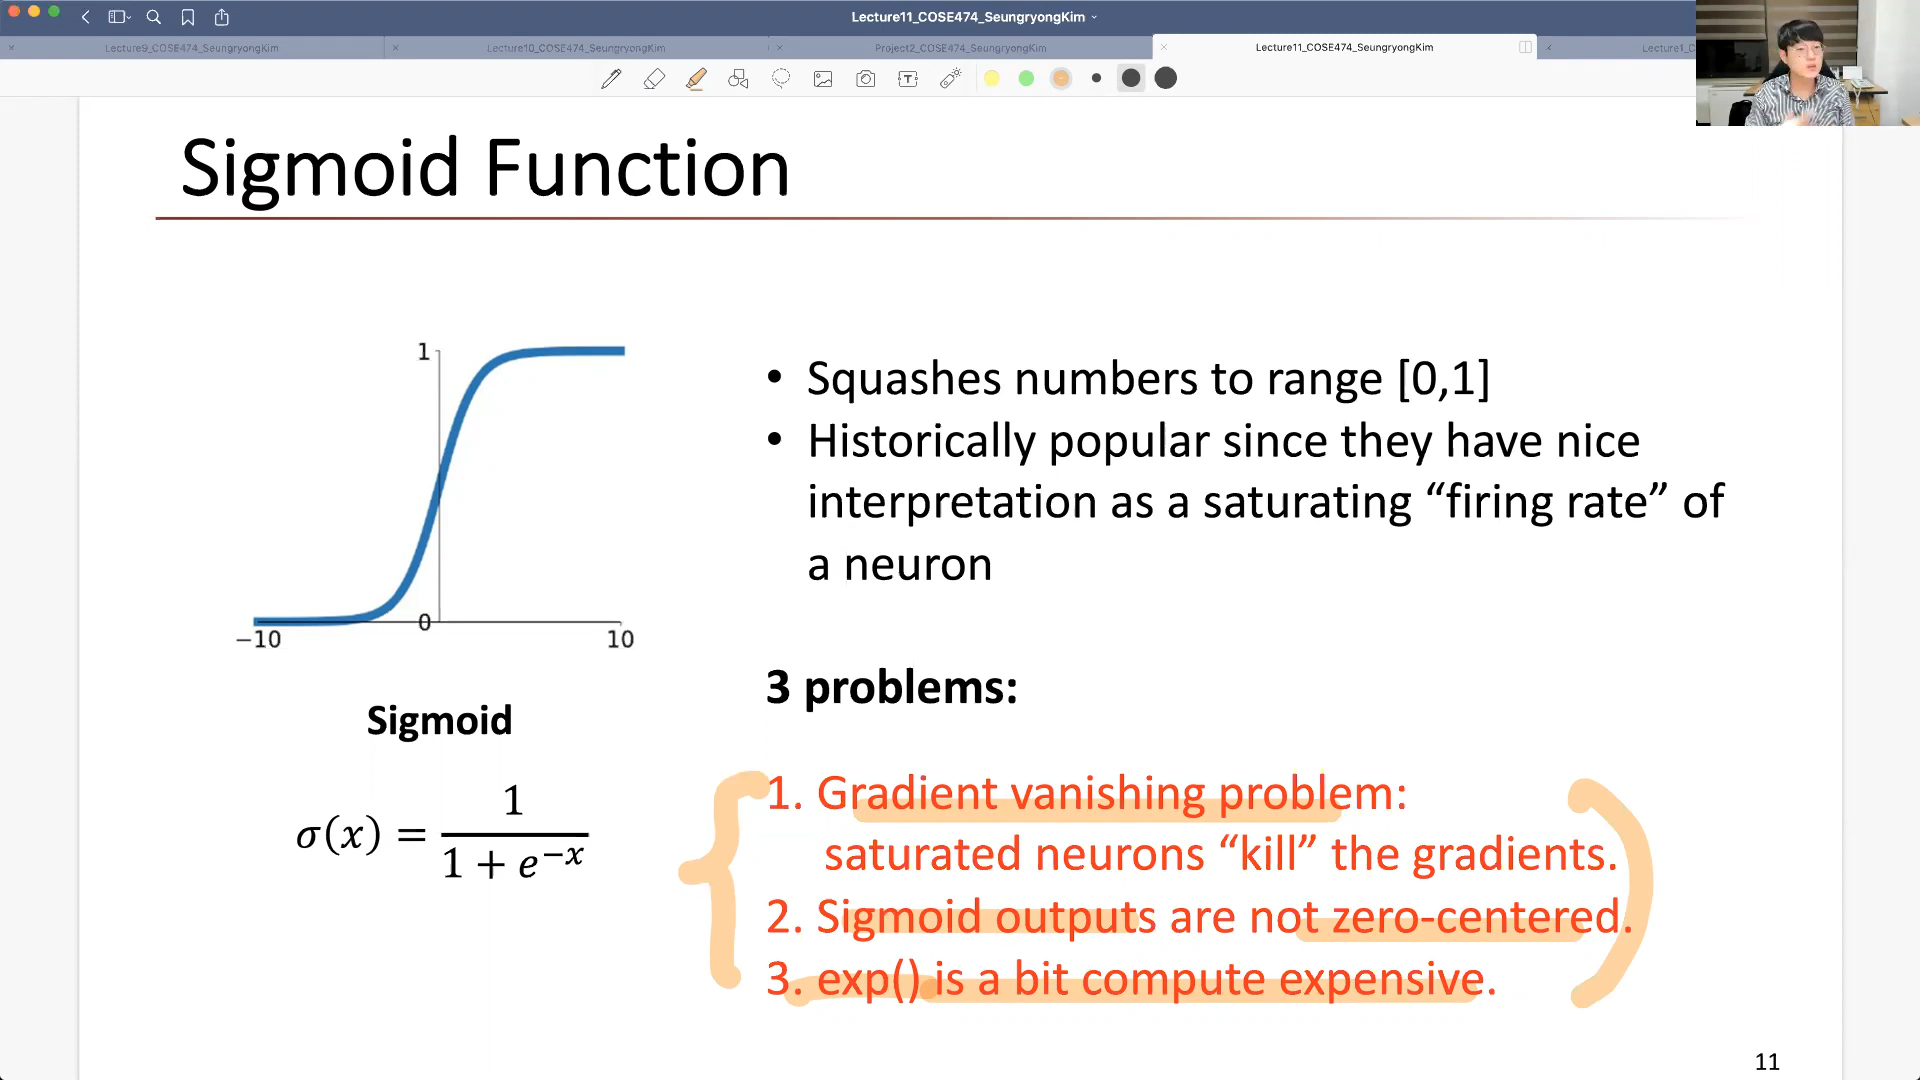 Lecture11_COSE474_SeungryongKim
Lecture9_COSE474_SeungryongKim
Lecture10_COSE474_SeungryongKim
Project2_COSE474_SeungryongKim
Lecture11_COSE474_SeungryongKim
Sigmoid Function
1
0
−10
10
Sigmoid
σ(x) = 1 / (1 + e^{−x})
• Squashes numbers to range [0,1]
• Historically popular since they have nice
interpretation as a saturating “firing rate” of
a neuron
3 problems:
1. Gradient vanishing problem:
saturated neurons “kill” the gradients.
2. Sigmoid outputs are not zero-centered.
3. exp() is a bit compute expensive.
11